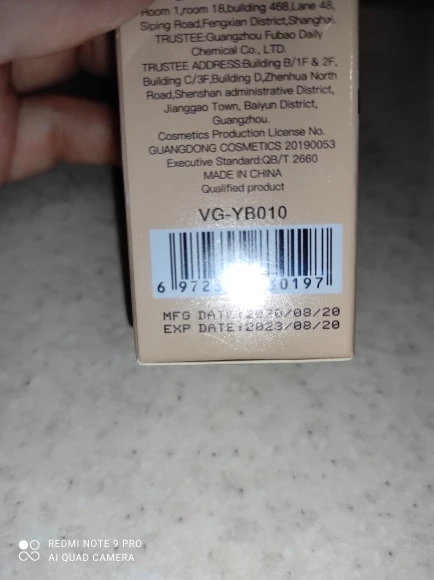 Room 1,room 18,building 468,Lane 48,
Siping Road,Fengxian District,Shanghai.
TRUSTEE:Guangzhou Fubao Daily
Chemical Co., LTD.
TRUSTEE ADDRESS:Building B/1F & 2F,
Building C/3F,Building D,Zhenhua North
Road,Shenshan administrative District,
Jianggao Town, Baiyun District,
Guangzhou.
Cosmetics Production License No.
GUANGDONG COSMETICS 20190053
Executive Standard:QB/T 2660
MADE IN CHINA
Qualified product
VG-YB010
6 9723 30197
MFG DATE:2020/08/20
EXP DATE:2023/08/20
REDMI NOTE 9 PRO
AI QUAD CAMERA